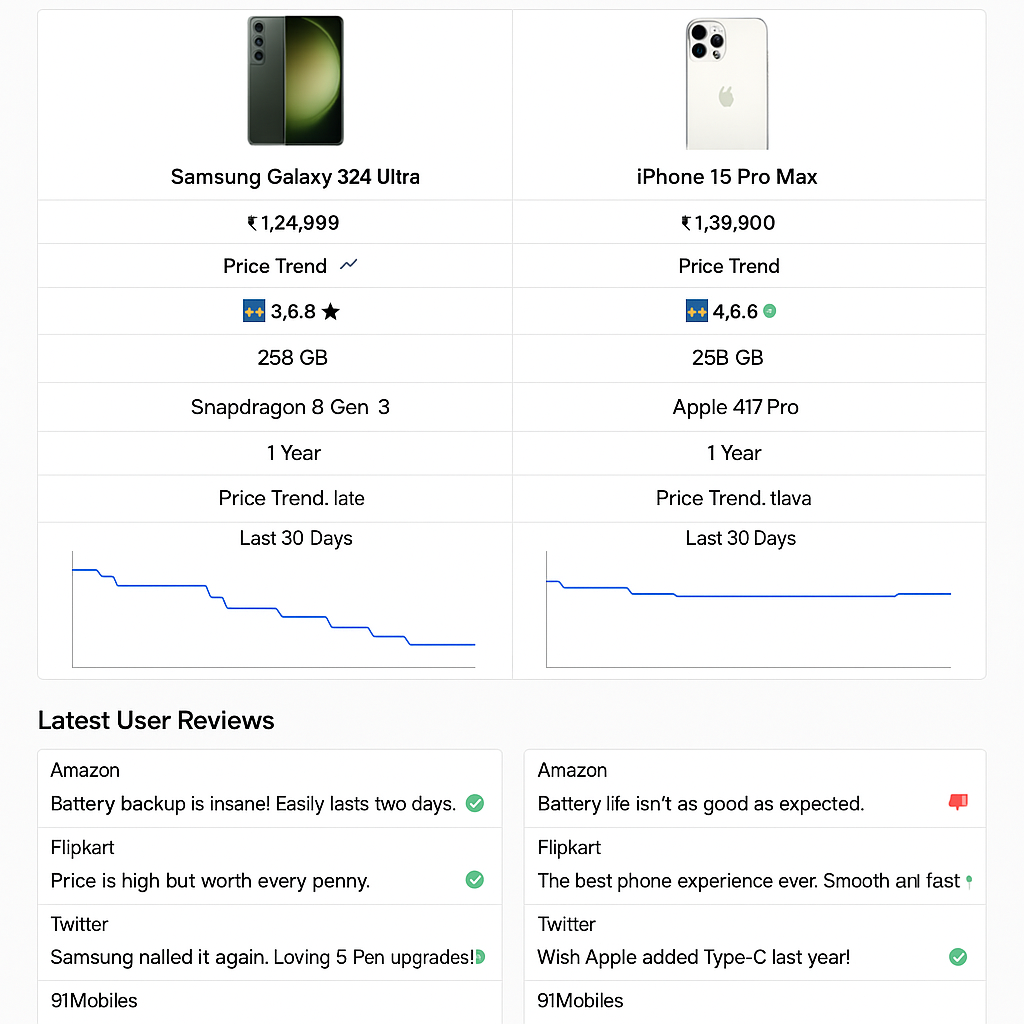 Samsung Galaxy 324 Ultra
iPhone 15 Pro Max
₹1,24,999
₹1,39,900
Price Trend
Price Trend
++ 3,6.8 ★
++ 4,6.6
258 GB
25B GB
Snapdragon 8 Gen 3
Apple 417 Pro
1 Year
1 Year
Price Trend. late
Price Trend. tlava
Last 30 Days
Last 30 Days
Latest User Reviews
Amazon
Battery backup is insane! Easily lasts two days.
Flipkart
Price is high but worth every penny.
Twitter
Samsung nalled it again. Loving 5 Pen upgrades!
91Mobiles
Amazon
Battery life isn't as good as expected.
Flipkart
The best phone experience ever. Smooth anl fast
Twitter
Wish Apple added Type-C last year!
91Mobiles